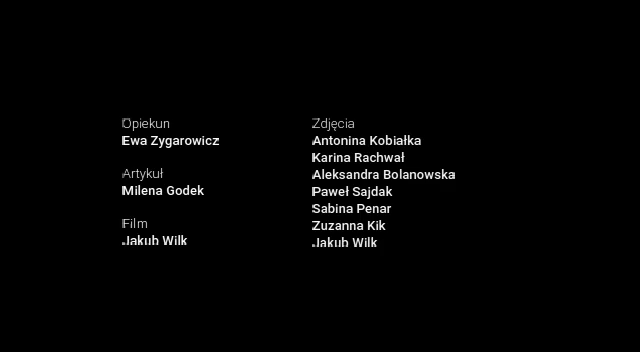 Opiekun
Ewa Zygarowicz
Artykuł
Milena Godek
Film
Jakub Wilk
Zdjęcia
Antonina Kobiałka
Karina Rachwał
Aleksandra Bolanowska
Paweł Sajdak
Sabina Penar
Zuzanna Kik
Jakub Wilk